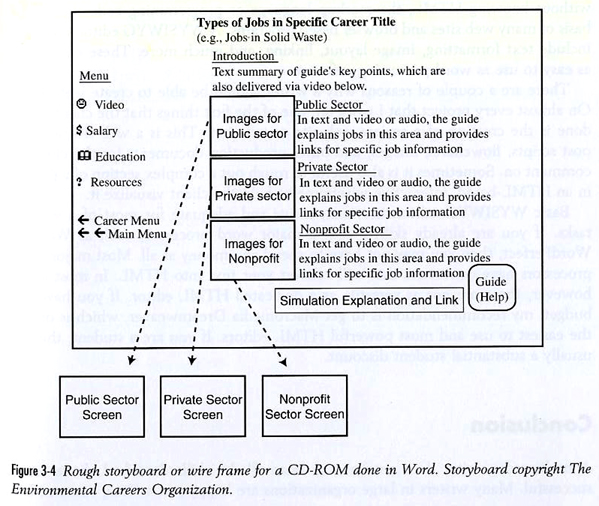 Types of Jobs in Specific Career Title
(e.g., Jobs in Solid Waste)
Introduction
Text summary of guide's key points, which are
also delivered via video below.
Menu
Video
$ Salary
Education
? Resources
← Career Menu
← ← Main Menu
Images for
Public sector
Public Sector
In text and video or audio, the guide
explains jobs in this area and provides
links for specific job information
Images for
Private sector
Private Sector
In text and video or audio, the guide
explains jobs in this area and provides
links for specific job information
Images for
Nonprofit
Nonprofit Sector
In text and video or audio, the guide
explains jobs in this area and provides
links for specific job information
Simulation Explanation and Link
Guide
(Help)
Public Sector
Screen
Private Sector
Screen
Nonprofit
Sector Screen
Figure 3-4 Rough storyboard or wire frame for a CD-ROM done in Word. Storyboard copyright The
Environmental Careers Organization.